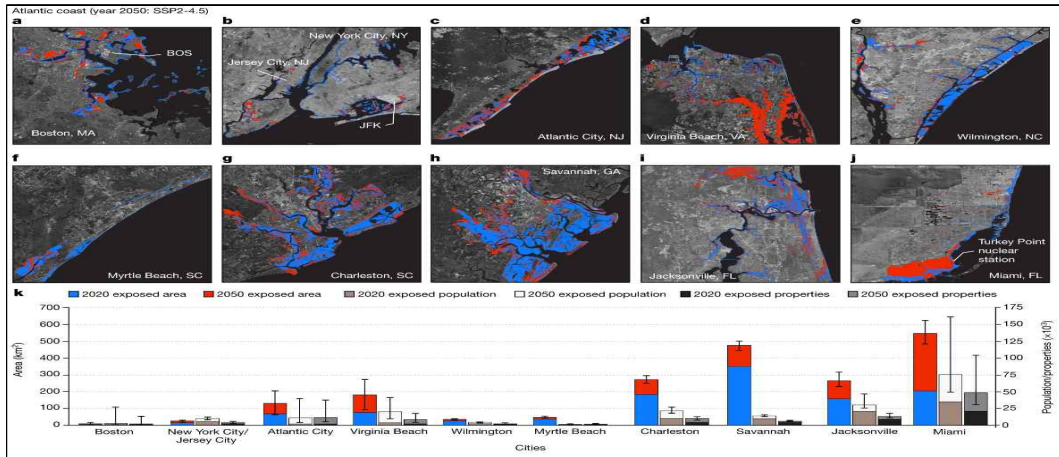 Atlantic coast (year 2050: SSP2-4.5)
a
b
c
d
e
BOS
Boston, MA
New York City, NY
Jersey City, NJ
JFK
Atlantic City, NJ
Virginia Beach, VA
Wilmington, NC
f
g
h
i
j
Myrtle Beach, SC
Charleston, SC
Savannah, GA
Jacksonville, FL
Turkey Point
nuclear
station
Miami, FL
k
2020 exposed area 2050 exposed area 2020 exposed population 2050 exposed population 2020 exposed properties 2050 exposed properties
Area (km²)
700
600
500
400
300
200
100
0
175
150
125
100
75
50
25
0
Population/properties (×10³)
Boston New York City/ Atlantic City Virginia Beach Wilmington Myrtle Beach Charleston Savannah Jacksonville Miami
Jersey City
Cities